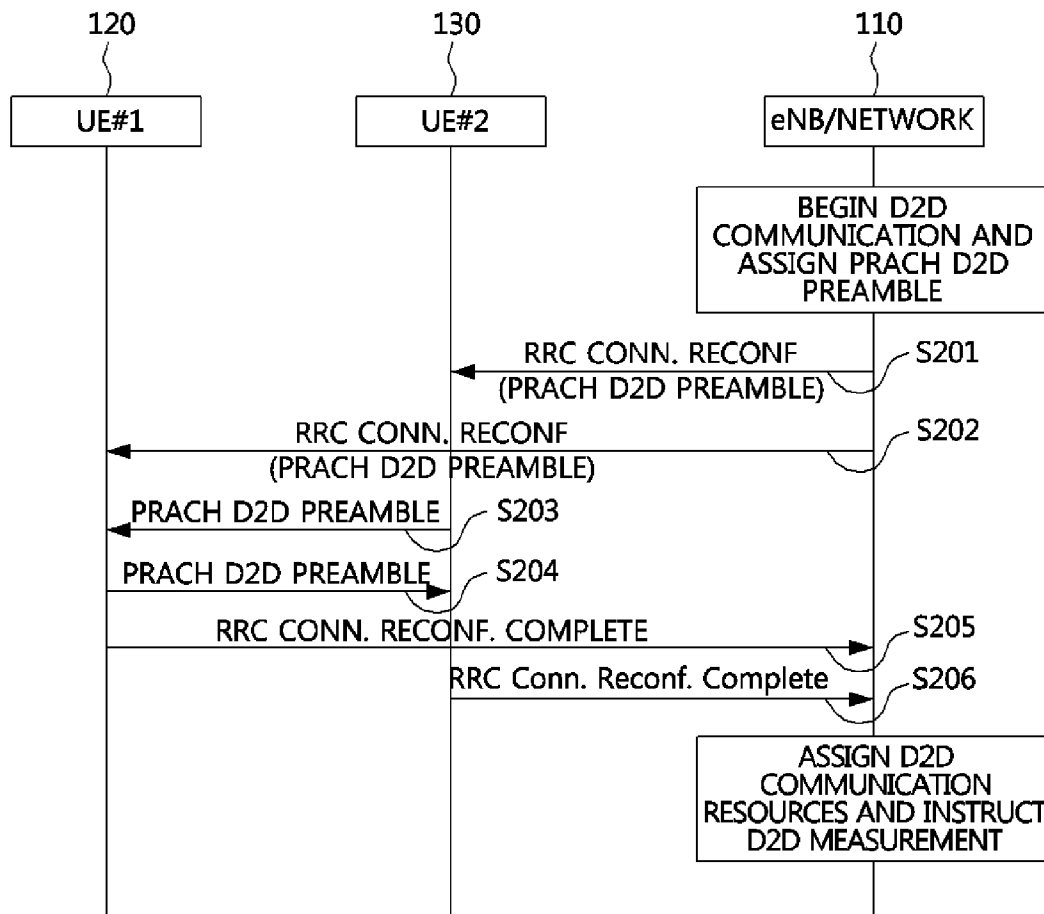 120
130
110
UE#1
UE#2
eNB/NETWORK
BEGIN D2D
COMMUNICATION AND
ASSIGN PRACH D2D
PREAMBLE
RRC CONN. RECONF
S201
(PRACH D2D PREAMBLE)
RRC CONN. RECONF
S202
(PRACH D2D PREAMBLE)
PRACH D2D PREAMBLE
S203
PRACH D2D PREAMBLE
S204
RRC CONN. RECONF. COMPLETE
S205
RRC Conn. Reconf. Complete
S206
ASSIGN D2D
COMMUNICATION
RESOURCES AND INSTRUCT
D2D MEASUREMENT